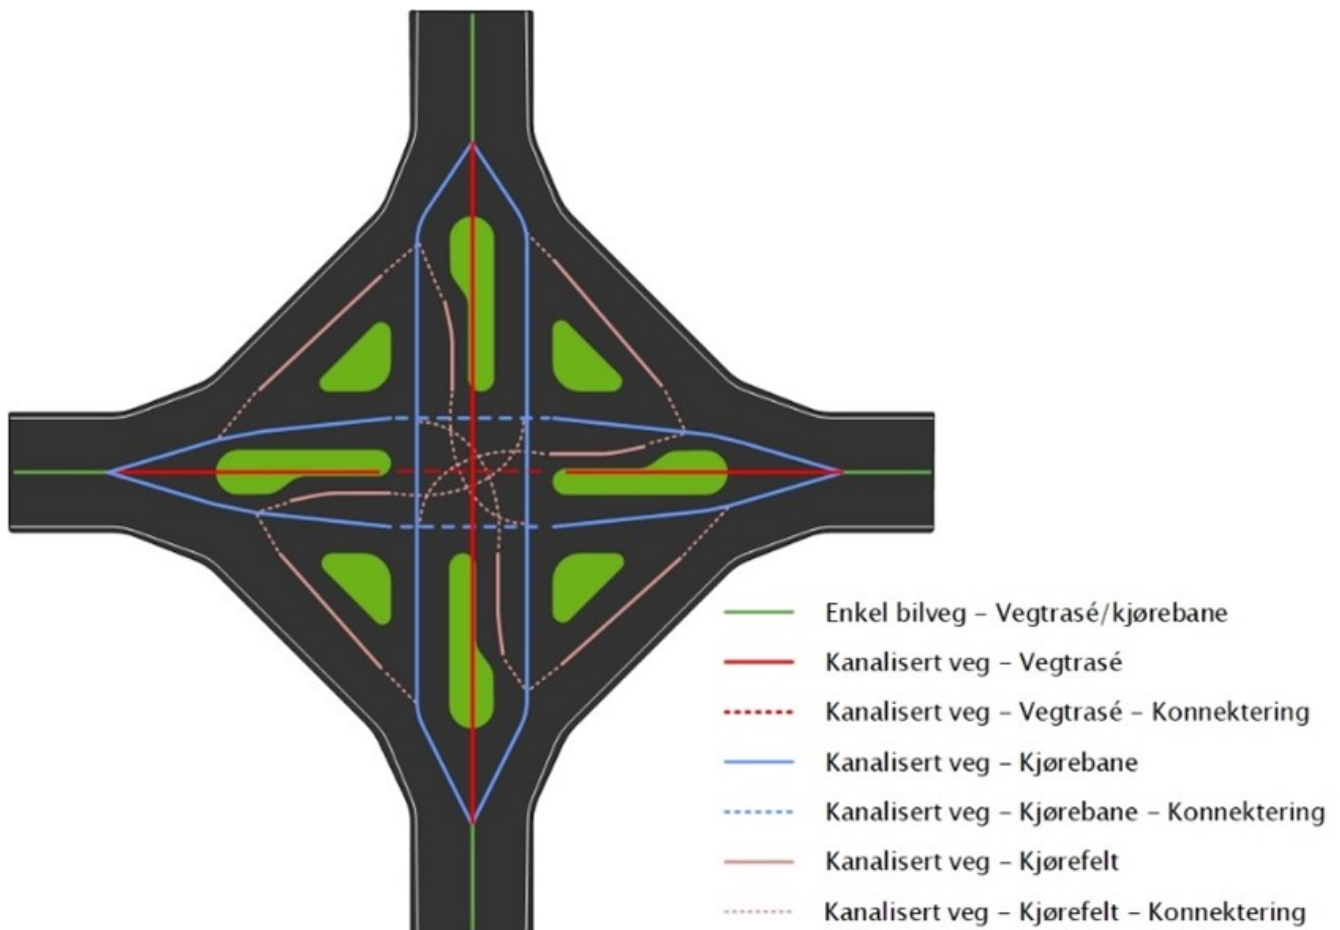 Enkel bilveg – Vegtrasé/kjørebane
Kanalisert veg – Vegtrasé
Kanalisert veg – Vegtrasé – Konnektering
Kanalisert veg – Kjørebane
Kanalisert veg – Kjørebane – Konnektering
Kanalisert veg – Kjørefelt
Kanalisert veg – Kjørefelt – Konnektering